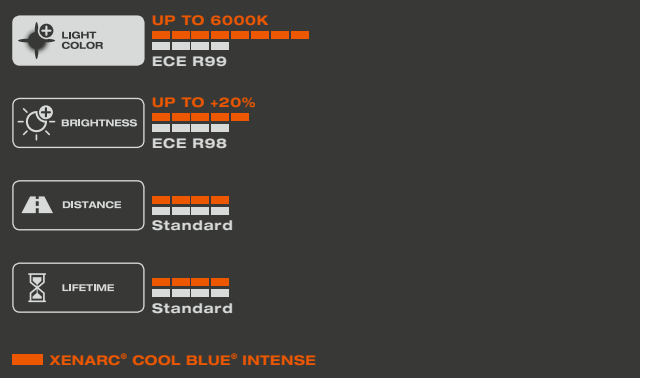 UP TO 6000K
LIGHT
COLOR
ECE R99
UP TO +20%
BRIGHTNESS
ECE R98
DISTANCE
Standard
LIFETIME
Standard
XENARC® COOL BLUE® INTENSE